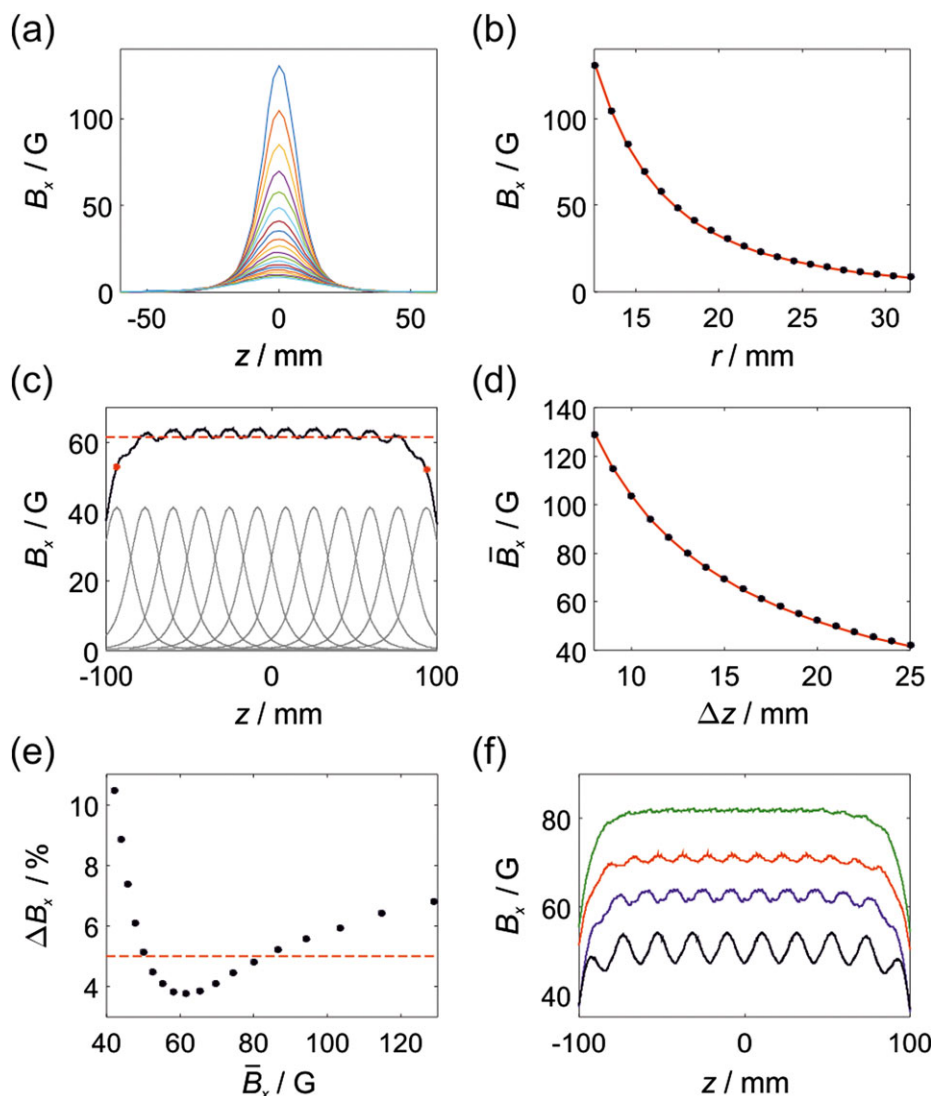 (a)
B_x / G
100
50
0
-50
0
50
z / mm
(b)
B_x / G
100
50
0
15
20
25
30
r / mm
(c)
B_x / G
60
40
20
0
-100
0
100
z / mm
(d)
B̄_x / G
140
120
100
80
60
40
10
15
20
25
Δz / mm
(e)
ΔB_x / %
10
8
6
4
40
60
80
100
120
B̄_x / G
(f)
B_x / G
80
60
40
-100
0
100
z / mm